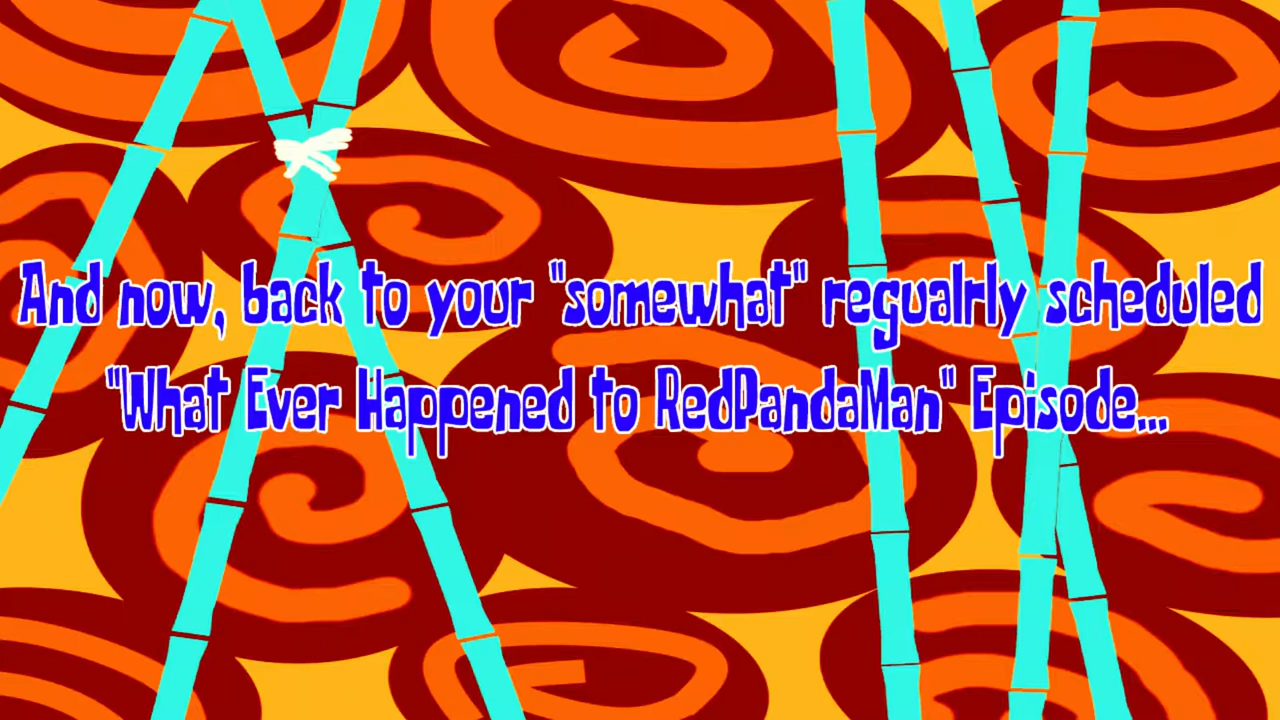 And now, back to your "somewhat" regualrly scheduled
"What Ever Happened to RedPandaMan" Episode...